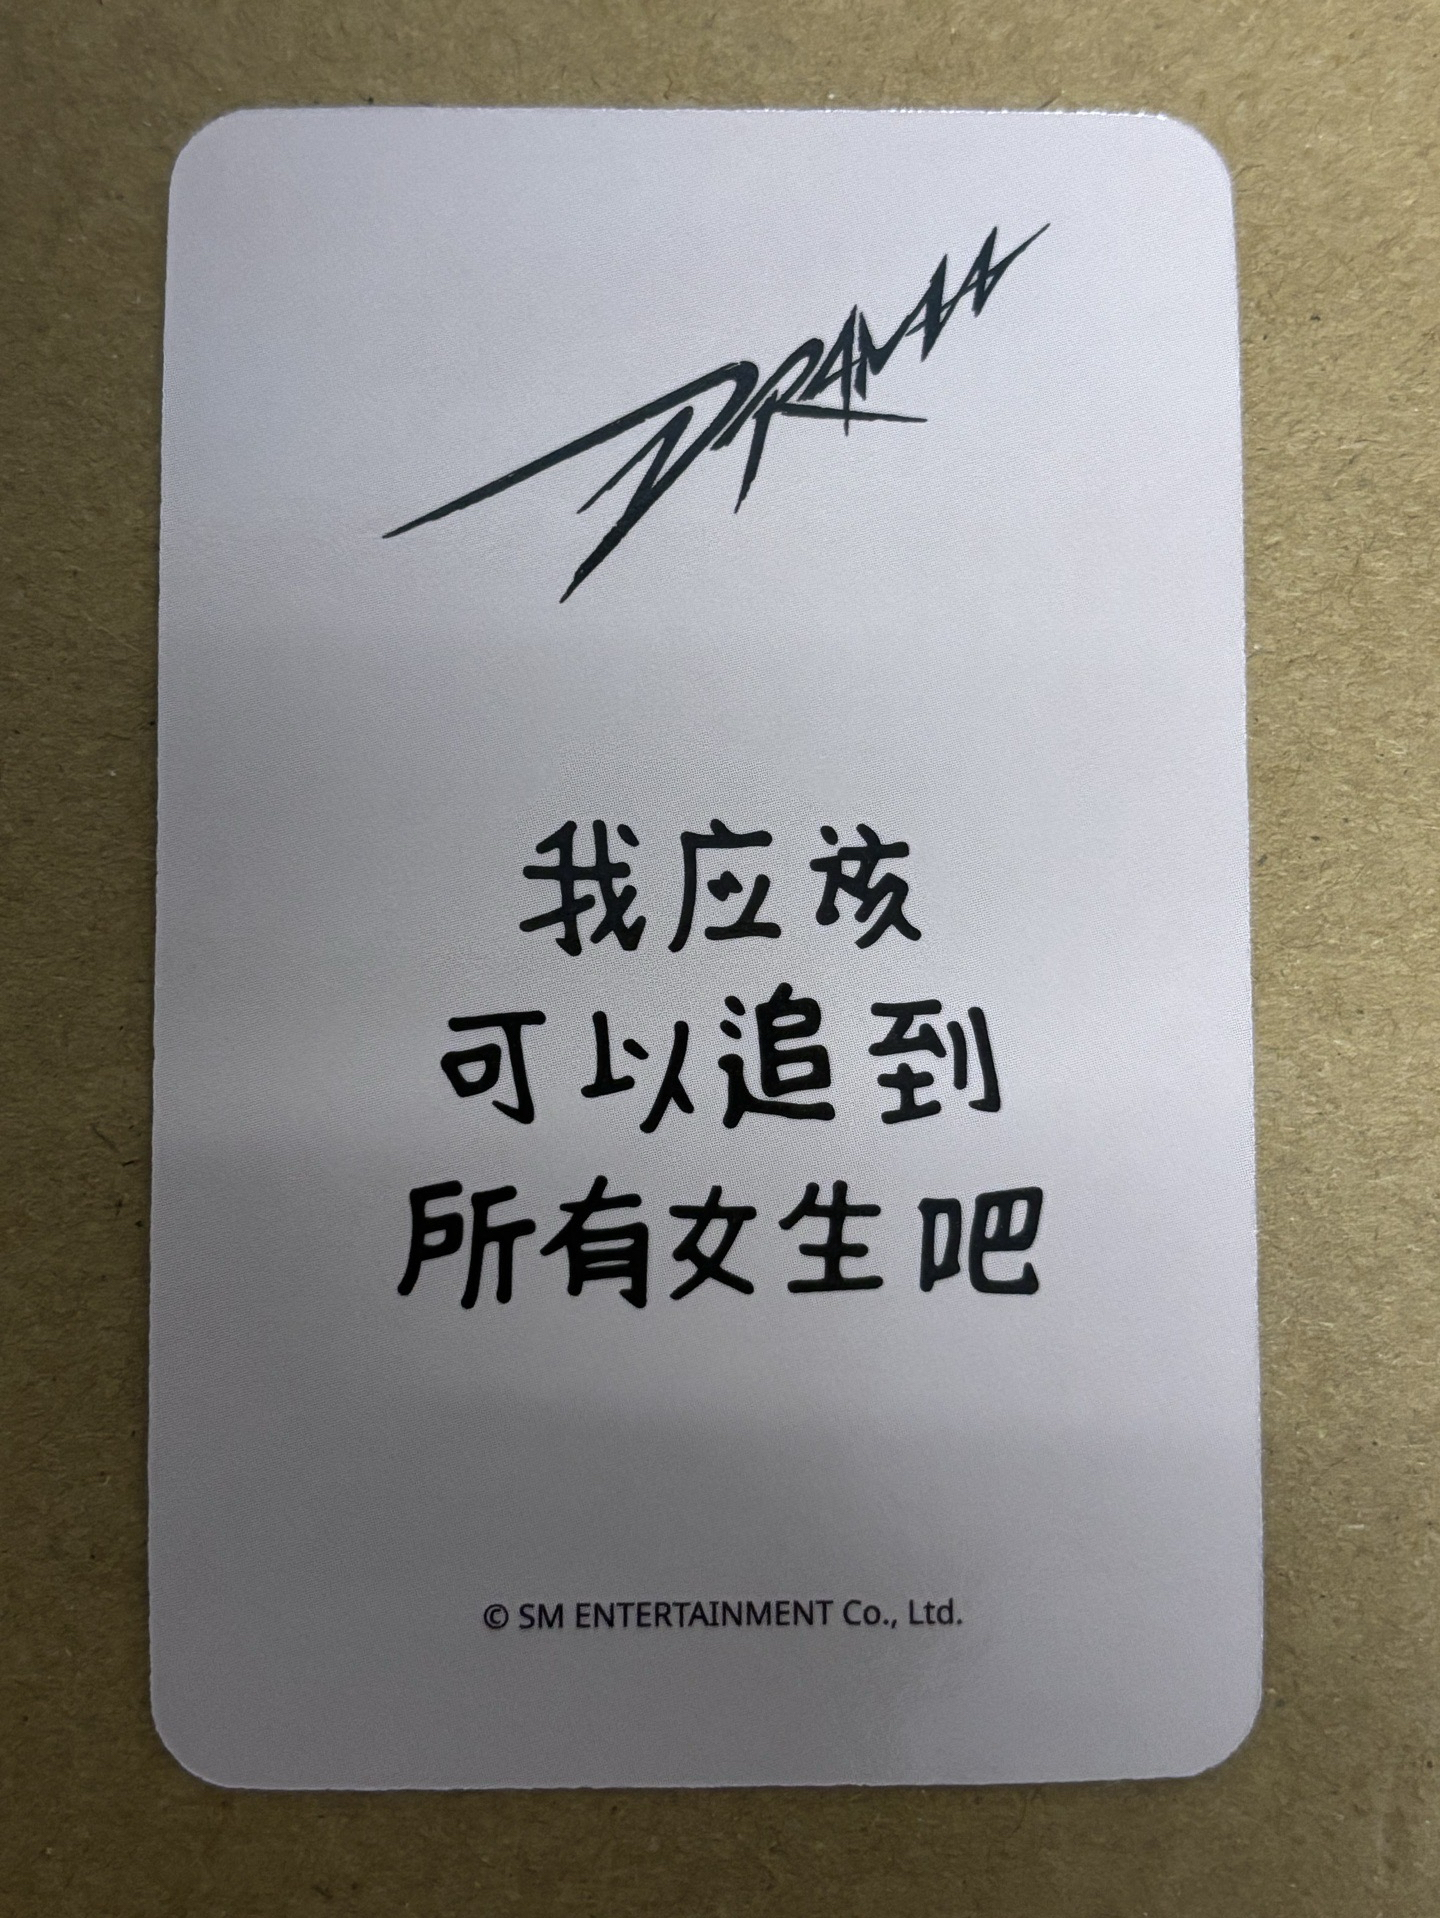 DRAMA
我应该
可以追到
所有女生吧
© SM ENTERTAINMENT Co., Ltd.